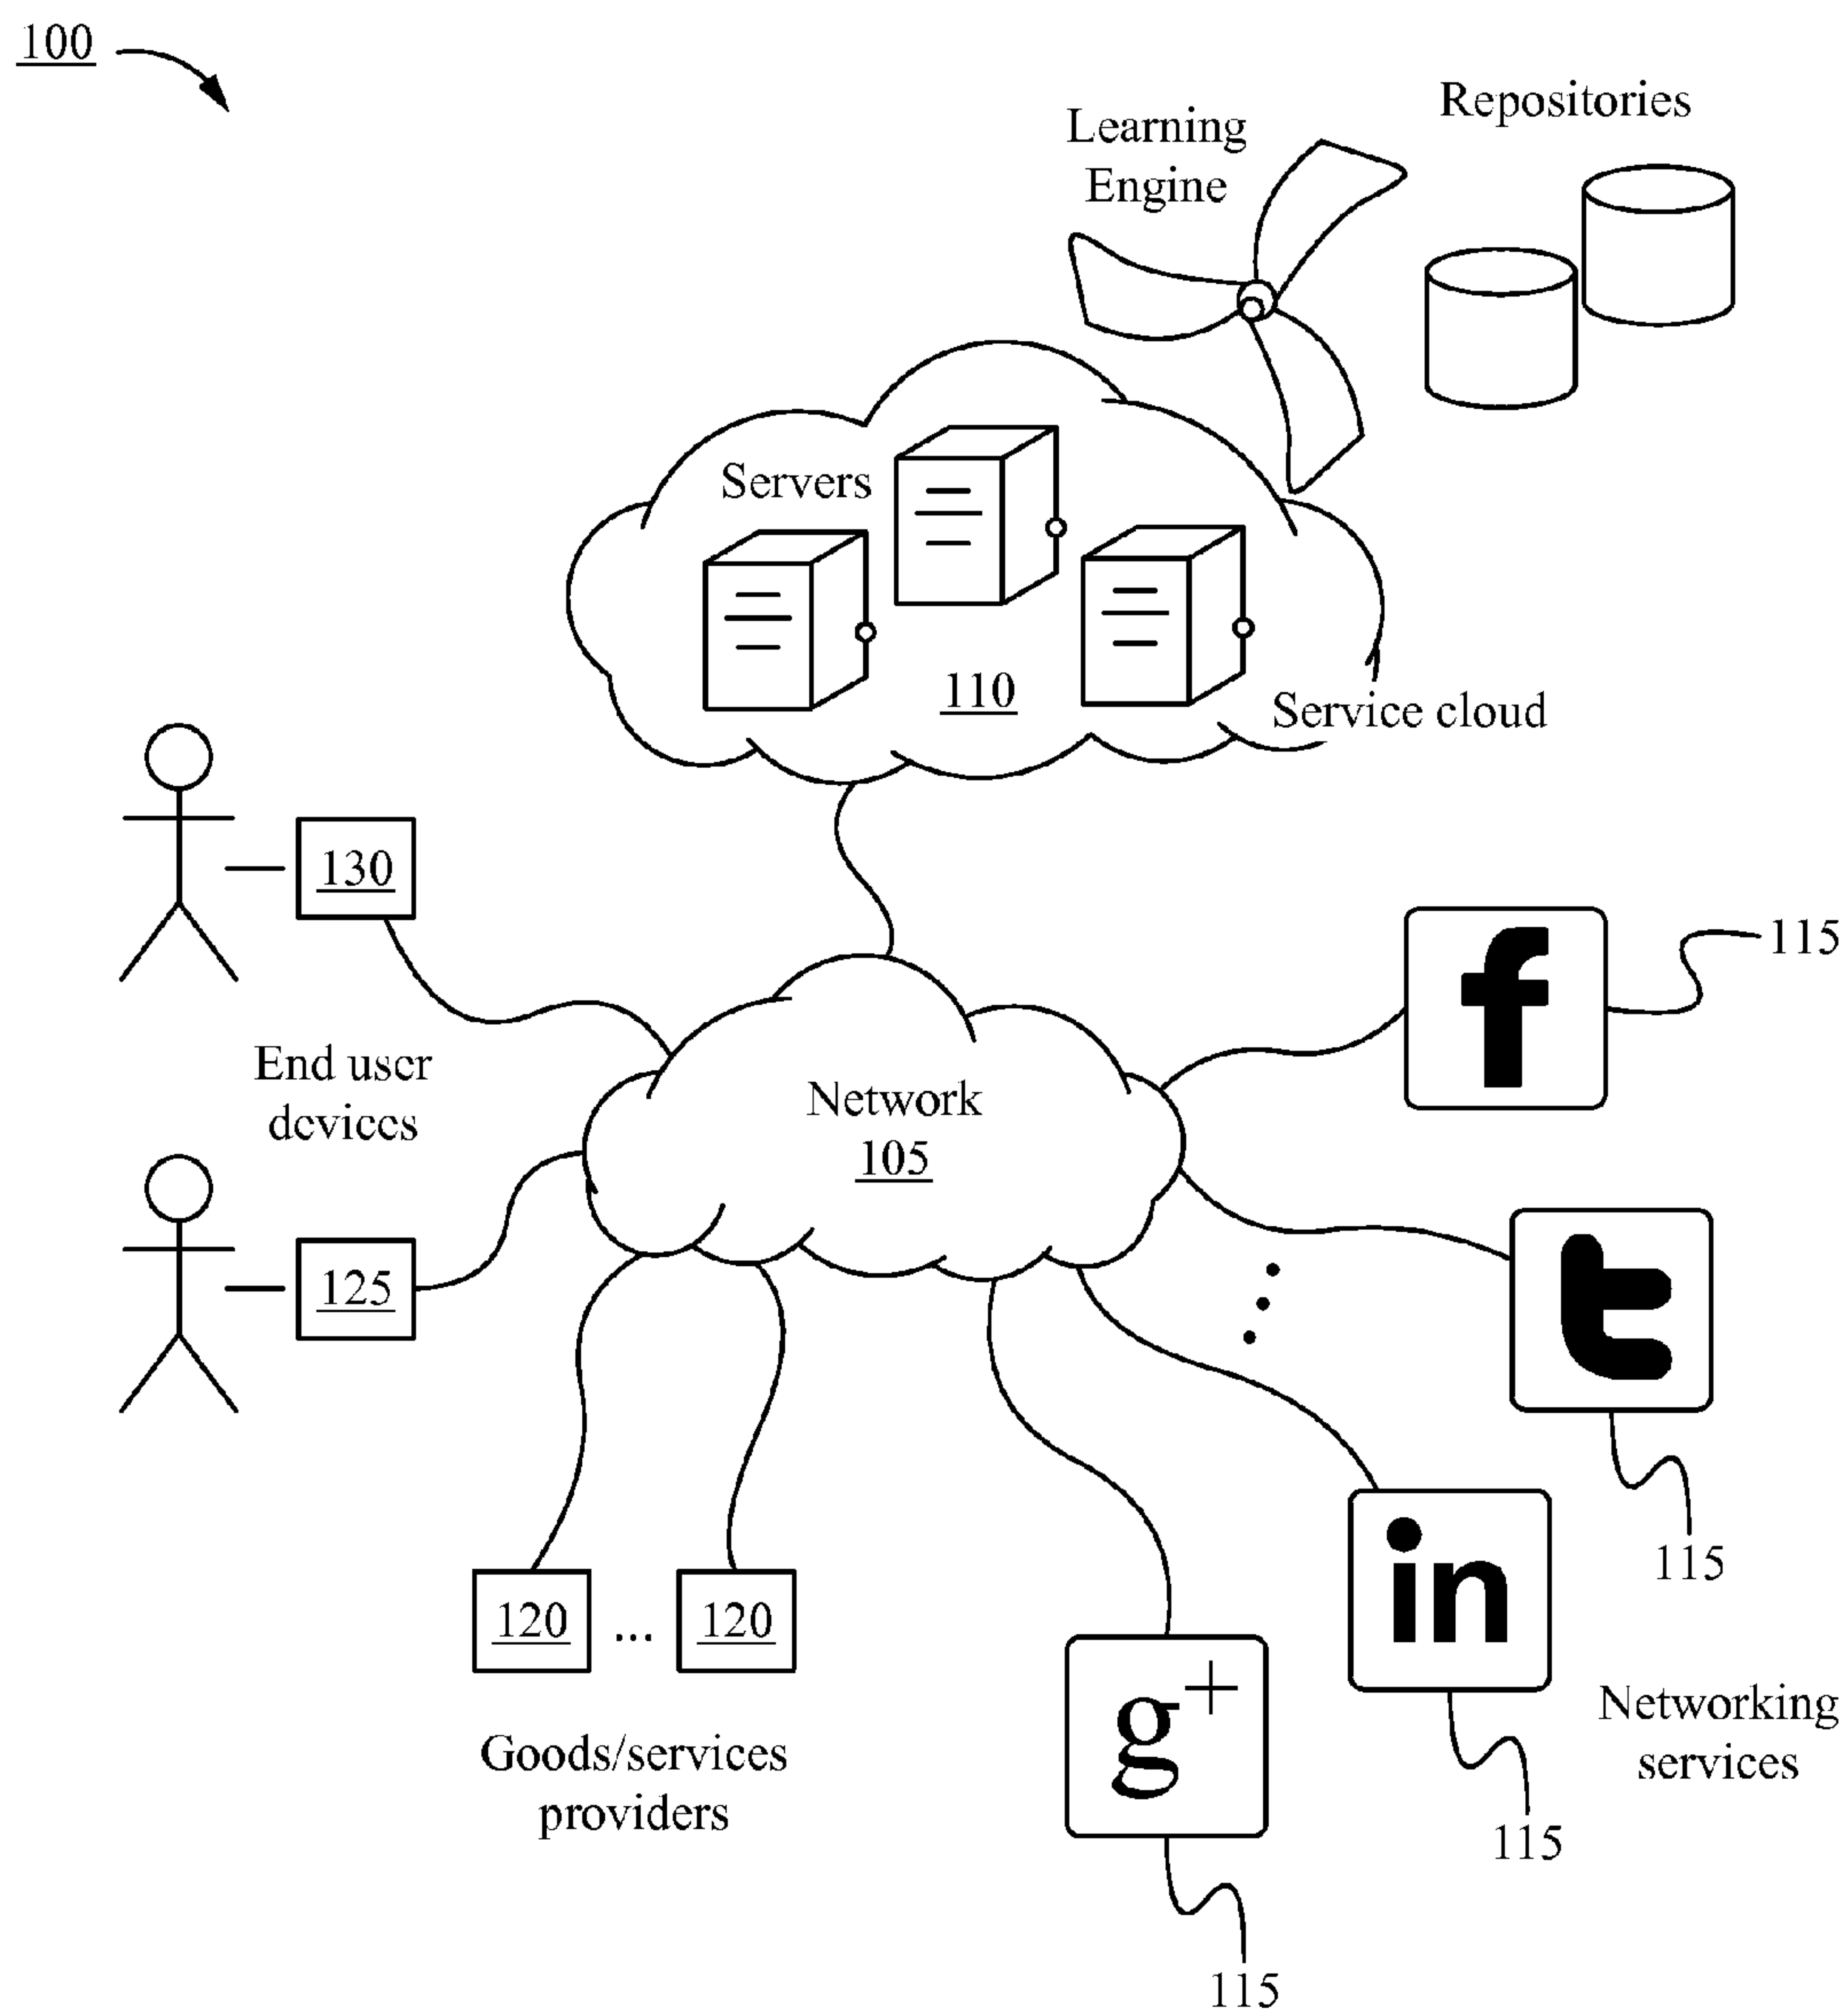 100
Repositories
Learning
Engine
Servers
110
Service cloud
130
115
End user
devices
Network
105
125
115
120 ... 120
in
g+
Networking
services
Goods/services
providers
115
115
f
t